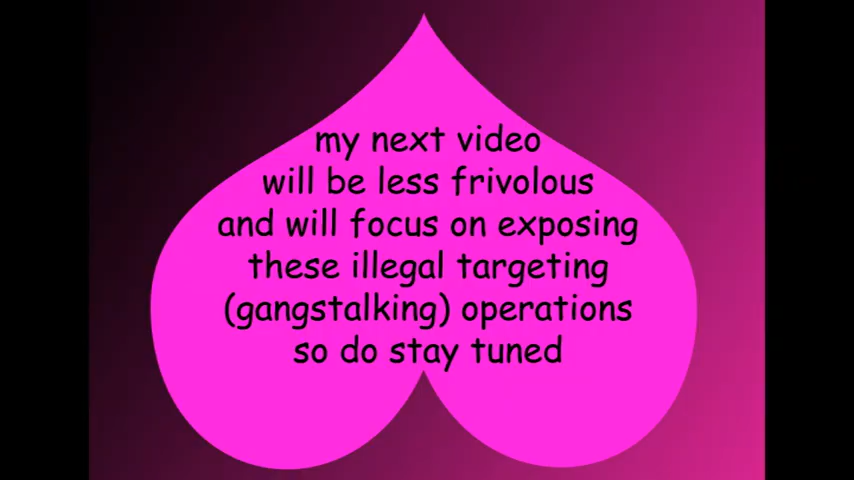 my next video
will be less frivolous
and will focus on exposing
these illegal targeting
(gangstalking) operations
so do stay tuned